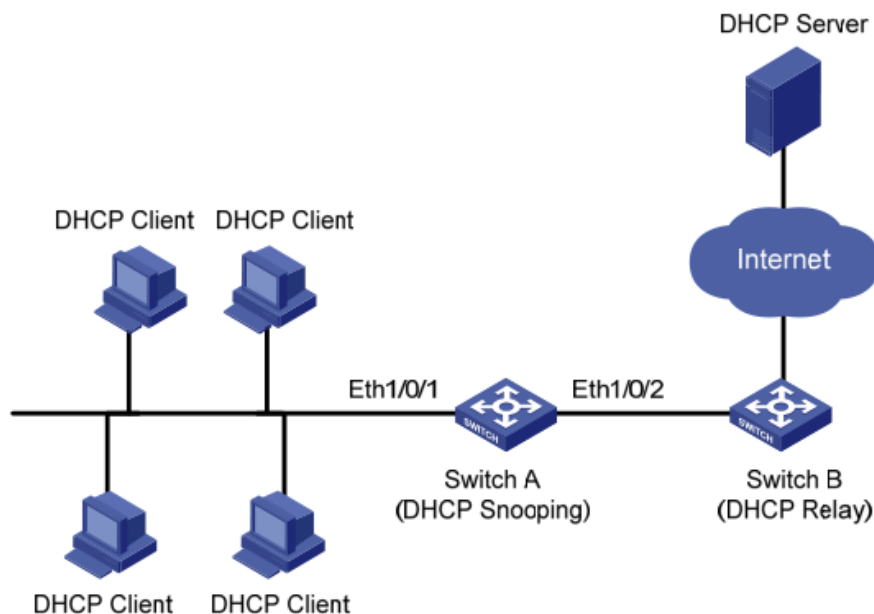 DHCP Server
DHCP Client
DHCP Client
Internet
Eth1/0/1
Eth1/0/2
SWITCH
SWITCH
Switch A
(DHCP Snooping)
Switch B
(DHCP Relay)
DHCP Client
DHCP Client